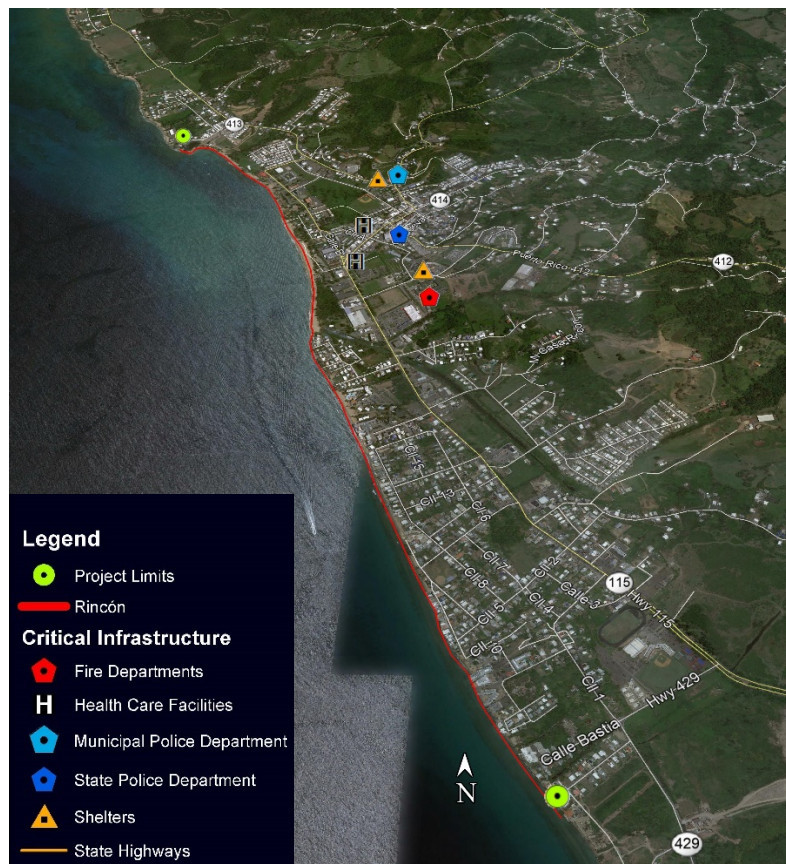 413
414
Puerto Rico 412
412
Cll-15
Cll-13
Cll-6
Cll-7
Cll-8
Cll-2
Calle-3
115
Hwy-115
Cll-5
Cll-4
Cll-10
Cll-1
Hwy-429
Calle-Bastia
429
N
Legend
Project Limits
Rincón
Critical Infrastructure
Fire Departments
H Health Care Facilities
Municipal Police Department
State Police Department
Shelters
State Highways